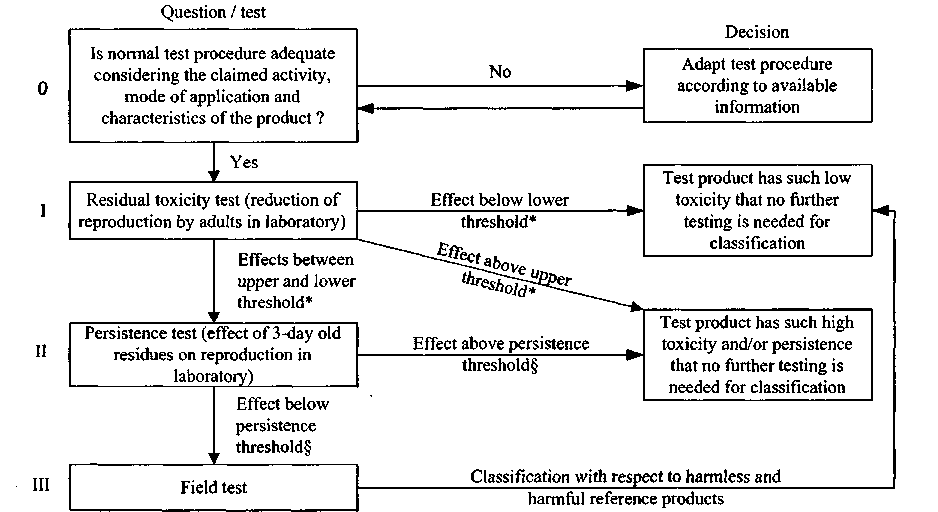 Question / test
Decision
0
Is normal test procedure adequate
considering the claimed activity,
mode of application and
characteristics of the product ?
No
Adapt test procedure
according to available
information
Yes
I
Residual toxicity test (reduction of
reproduction by adults in laboratory)
Effect below lower
threshold*
Test product has such low
toxicity that no further
testing is needed for
classification
Effects between
upper and lower
threshold*
Effect above upper
threshold*
II
Persistence test (effect of 3-day old
residues on reproduction in
laboratory)
Effect above persistence
threshold§
Test product has such high
toxicity and/or persistence
that no further testing is
needed for classification
Effect below
persistence
threshold§
III
Field test
Classification with respect to harmless and
harmful reference products